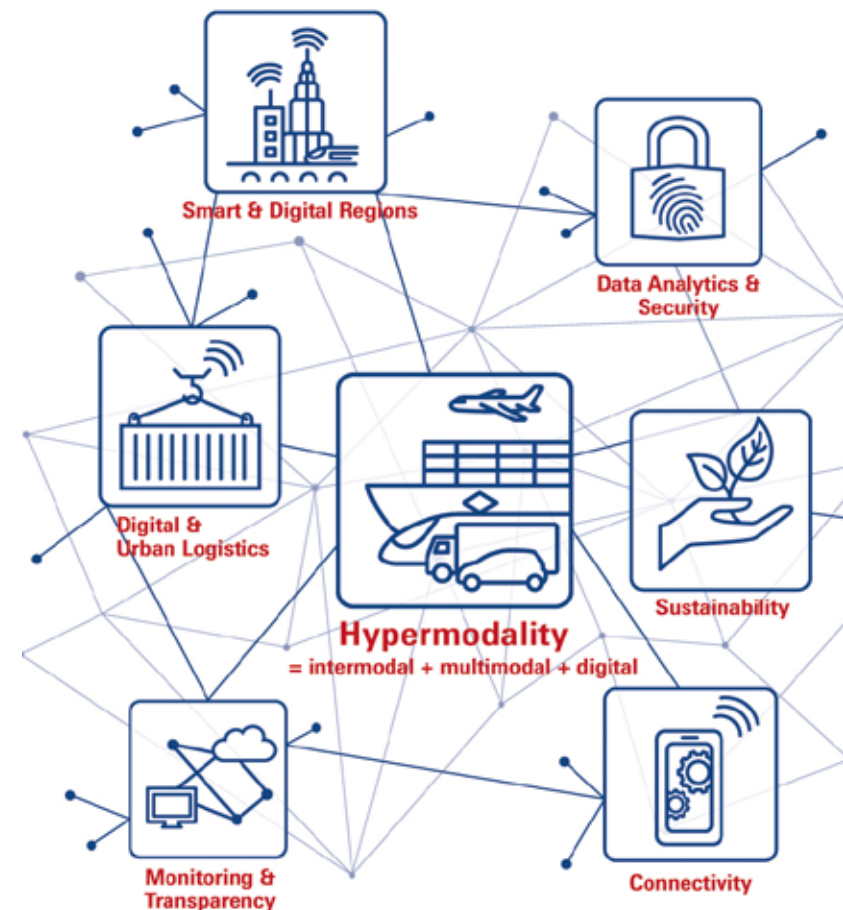 Smart & Digital Regions
Data Analytics &
Security
Digital &
Urban Logistics
Sustainability
Hypermodality
= intermodal + multimodal + digital
Monitoring &
Transparency
Connectivity